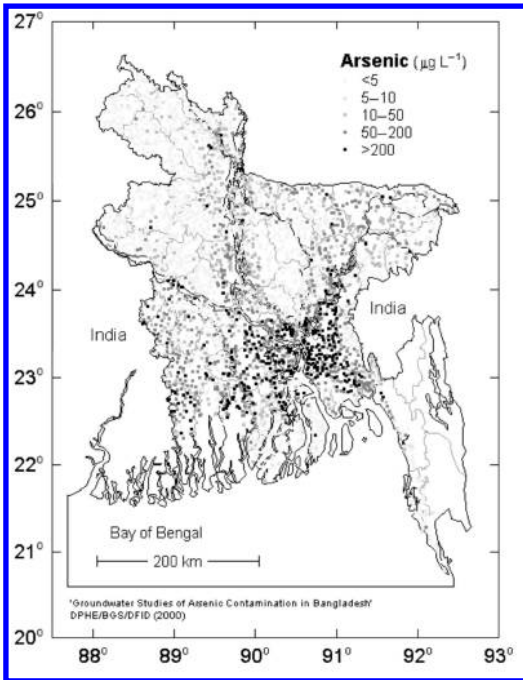 27°
Arsenic (µg L⁻¹)
<5
5–10
10–50
50–200
>200
26°
25°
24°
India
India
23°
22°
Bay of Bengal
21°
200 km
'Groundwater Studies of Arsenic Contamination in Bangladesh'
DPHE/BGS/DFID (2000)
20°
88° 89° 90° 91° 92° 93°